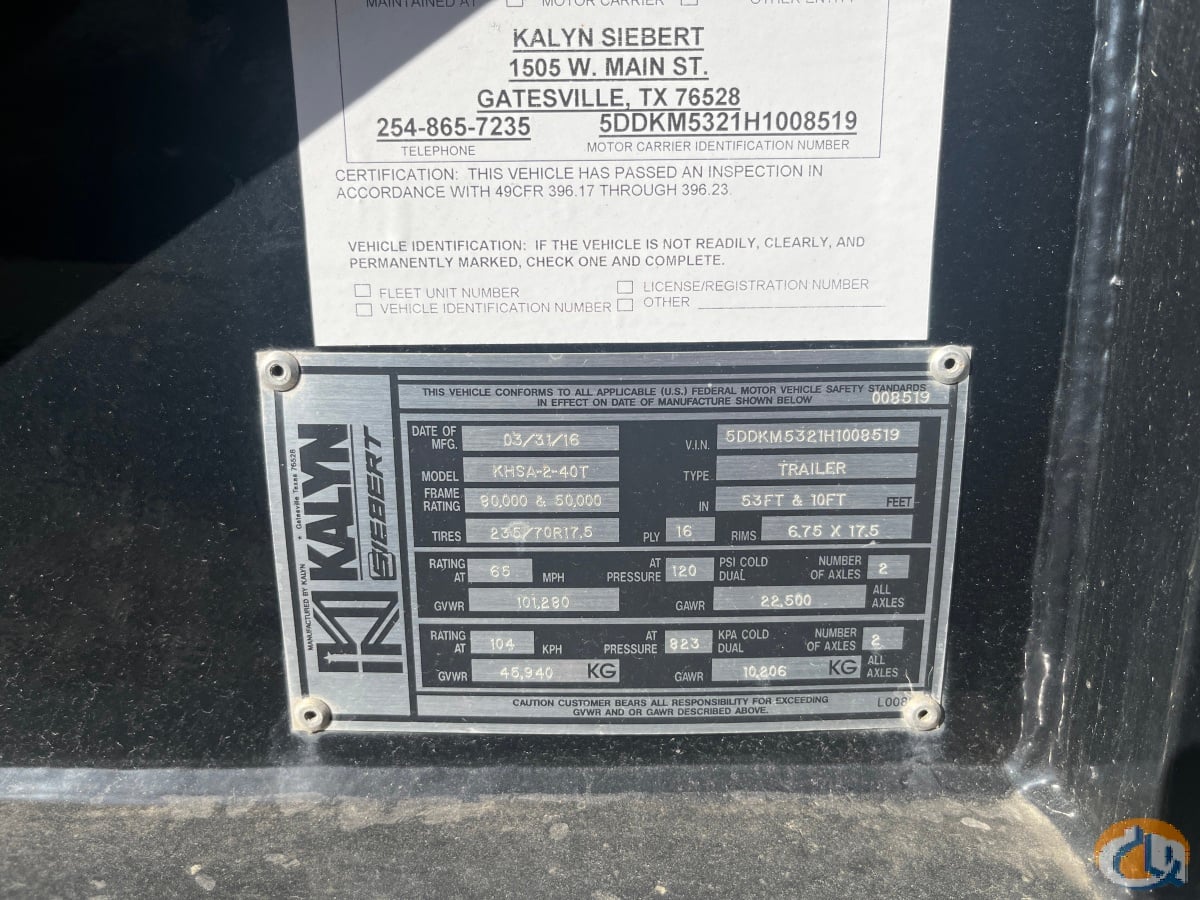 MAINTAINED AT MOTOR CARRIER OTHER ENTITY
KALYN SIEBERT
1505 W. MAIN ST.
GATESVILLE, TX 76528
254-865-7235 5DDKM5321H1008519
TELEPHONE MOTOR CARRIER IDENTIFICATION NUMBER
CERTIFICATION: THIS VEHICLE HAS PASSED AN INSPECTION IN
ACCORDANCE WITH 49CFR 396.17 THROUGH 396.23.
VEHICLE IDENTIFICATION: IF THE VEHICLE IS NOT READILY, CLEARLY, AND
PERMANENTLY MARKED, CHECK ONE AND COMPLETE.
FLEET UNIT NUMBER LICENSE/REGISTRATION NUMBER
VEHICLE IDENTIFICATION NUMBER OTHER
MANUFACTURED BY KALYN • Gatesville Texas 76528
KALYN
SIEBERT
THIS VEHICLE CONFORMS TO ALL APPLICABLE (U.S.) FEDERAL MOTOR VEHICLE SAFETY STANDARDS
IN EFFECT ON DATE OF MANUFACTURE SHOWN BELOW 008519
DATE OF MFG. 03/31/16 V.I.N. 5DDKM5321H1008519
MODEL KHSA-2-40T TYPE TRAILER
FRAME RATING 80,000 & 50,000 IN 53FT & 10FT FEET
TIRES 235/70R17.5 PLY 16 RIMS 6.75 X 17.5
RATING AT 65 MPH AT PRESSURE 120 PSI COLD DUAL NUMBER OF AXLES 2
GVWR 101,280 GAWR 22,500 ALL AXLES
RATING AT 104 KPH AT PRESSURE 823 KPA COLD DUAL NUMBER OF AXLES 2
GVWR 45,940 KG GAWR 10,206 KG ALL AXLES
CAUTION CUSTOMER BEARS ALL RESPONSIBILITY FOR EXCEEDING
GVWR AND OR GAWR DESCRIBED ABOVE.